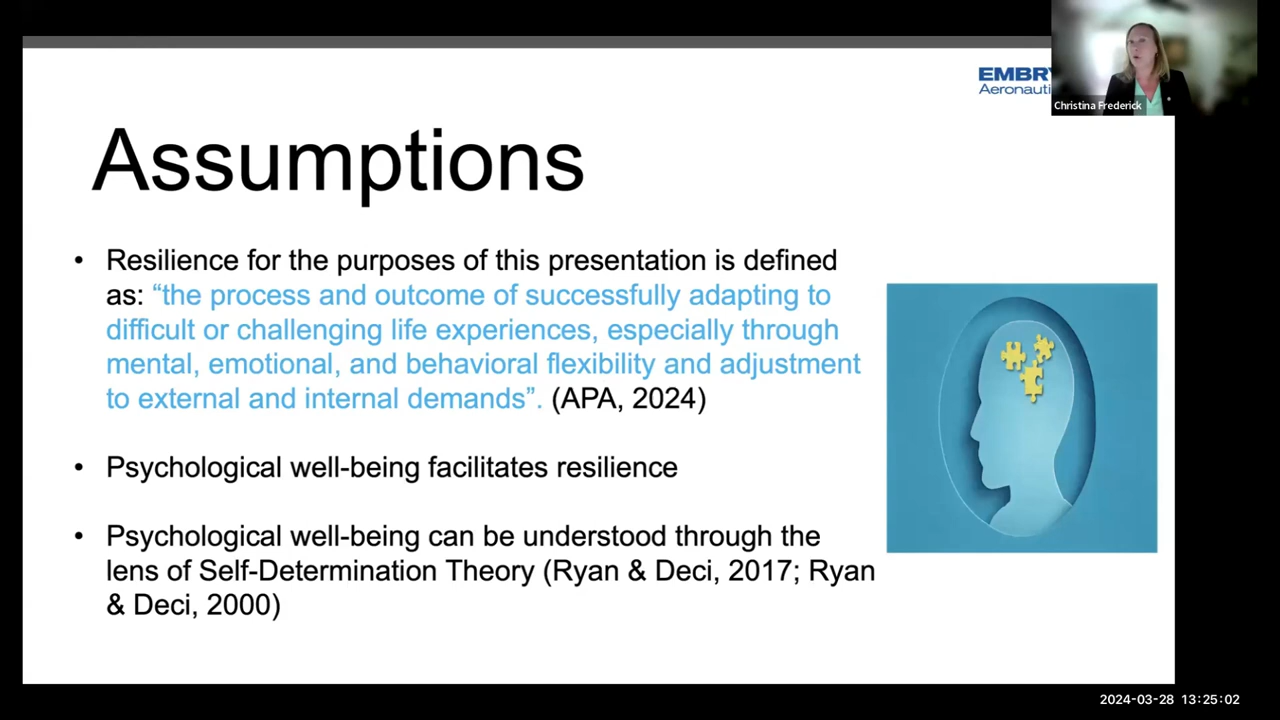 EMBRY
Aeronauti
Christina Frederick
Assumptions
• Resilience for the purposes of this presentation is defined
as: “the process and outcome of successfully adapting to
difficult or challenging life experiences, especially through
mental, emotional, and behavioral flexibility and adjustment
to external and internal demands”. (APA, 2024)
• Psychological well-being facilitates resilience
• Psychological well-being can be understood through the
lens of Self-Determination Theory (Ryan & Deci, 2017; Ryan
& Deci, 2000)
2024-03-28 13:25:02